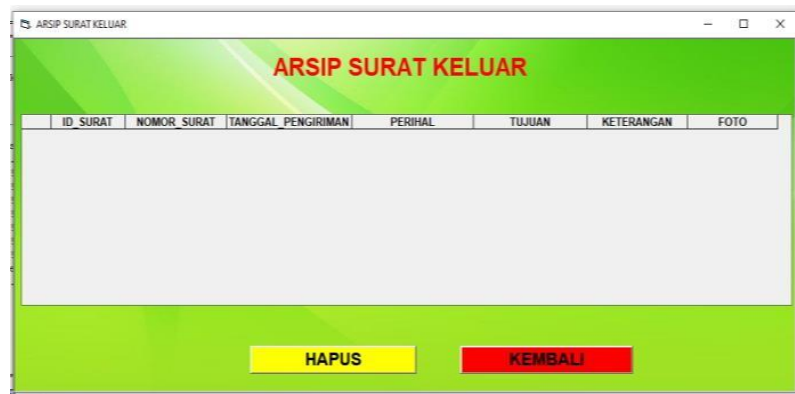 ARSIP SURAT KELUAR
ARSIP SURAT KELUAR
ID_SURAT NOMOR_SURAT TANGGAL_PENGIRIMAN PERIHAL TUJUAN KETERANGAN FOTO
HAPUS KEMBALI